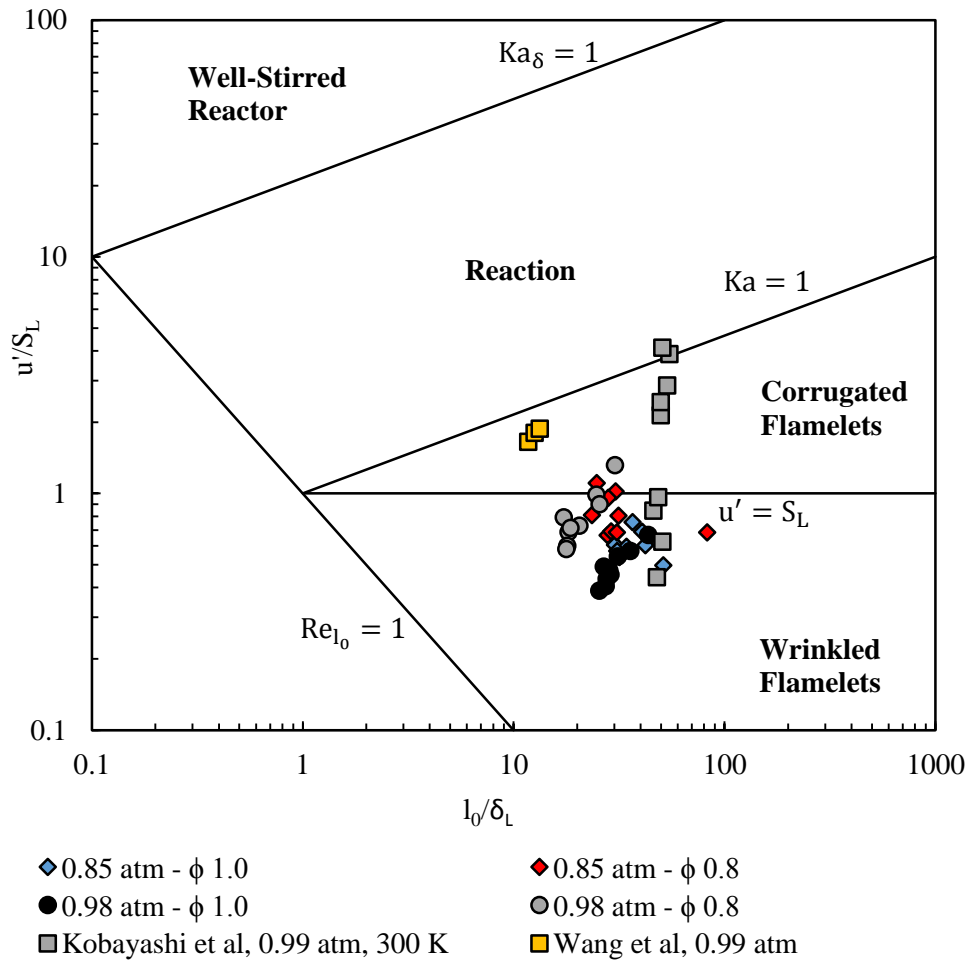 100
Ka_δ = 1
Well-Stirred
Reactor
10
Reaction
Ka = 1
u'/S_L
Corrugated
Flamelets
1
u′ = S_L
Re_l₀ = 1
Wrinkled
Flamelets
0.1
0.1 1 10 100 1000
l₀/δ_L
0.85 atm - ϕ 1.0 0.85 atm - ϕ 0.8
0.98 atm - ϕ 1.0 0.98 atm - ϕ 0.8
Kobayashi et al, 0.99 atm, 300 K Wang et al, 0.99 atm